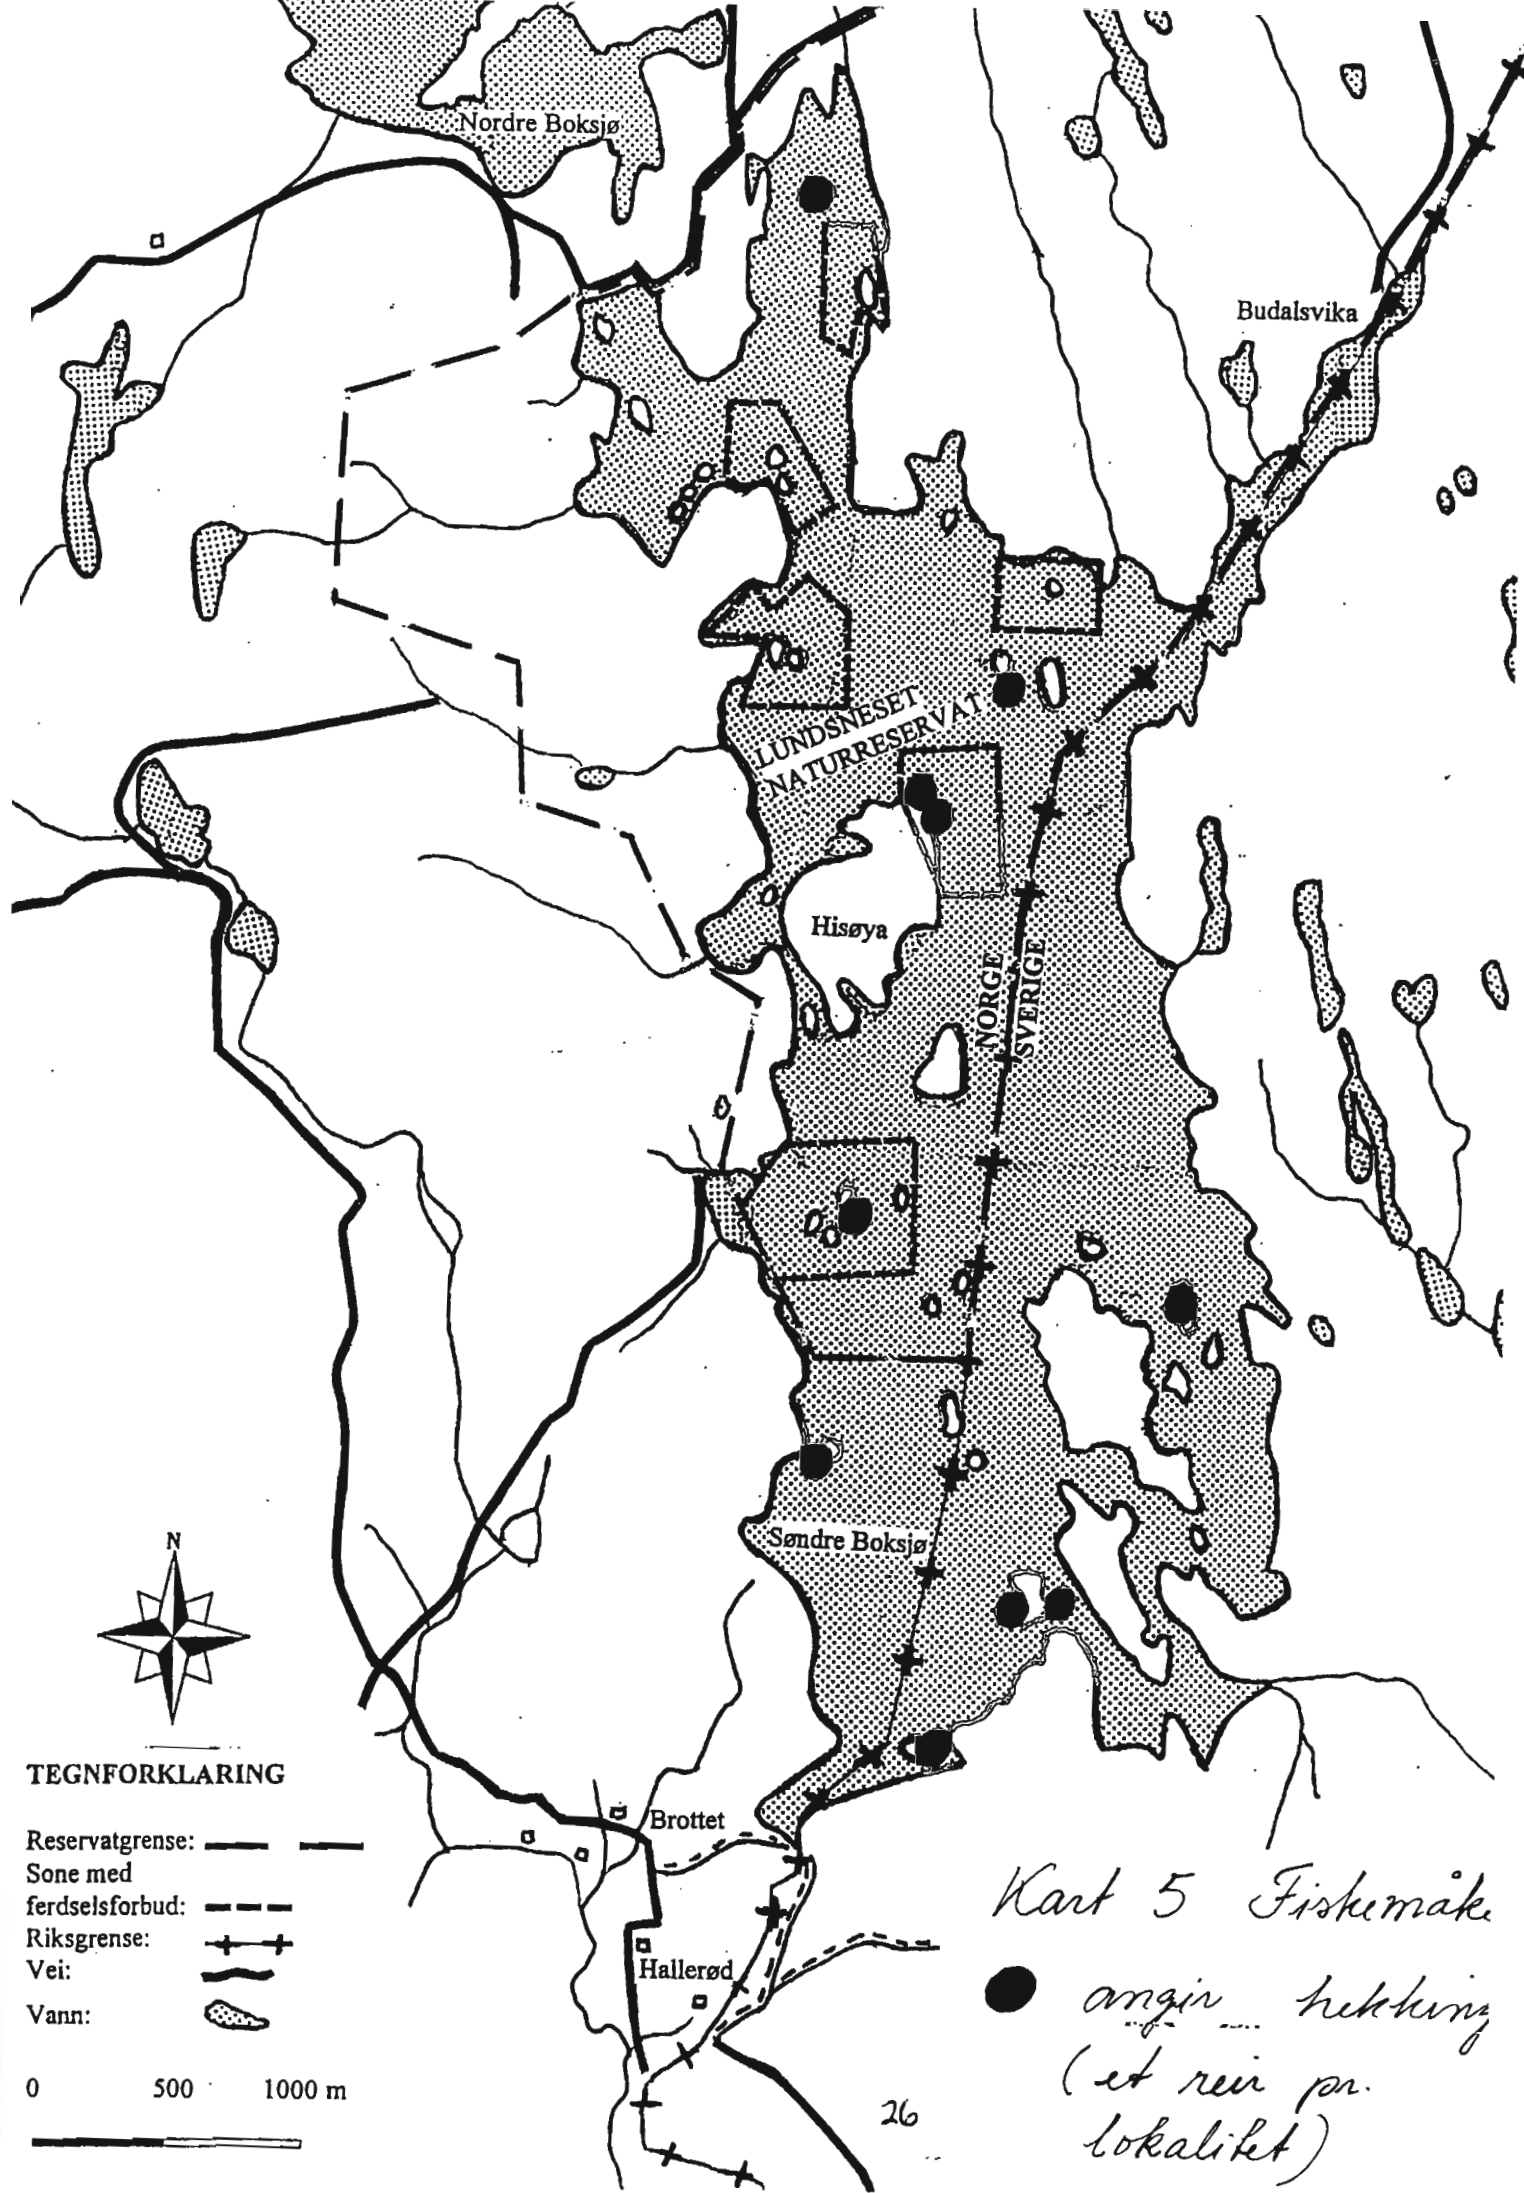 Nordre Boksjø
Budalsvika
LUNDSNESET
NATURRESERVAT
Hisøya
NORGE
SVERIGE
Søndre Boksjø
N
TEGNFORKLARING
Reservatgrense:
Sone med
ferdselsforbud:
Riksgrense:
Vei:
Vann:
0 500 1000 m
Brottet
Hallerød
Kart 5 Fiskemåke
angir hekking
(et reir pr.
lokalitet)
26